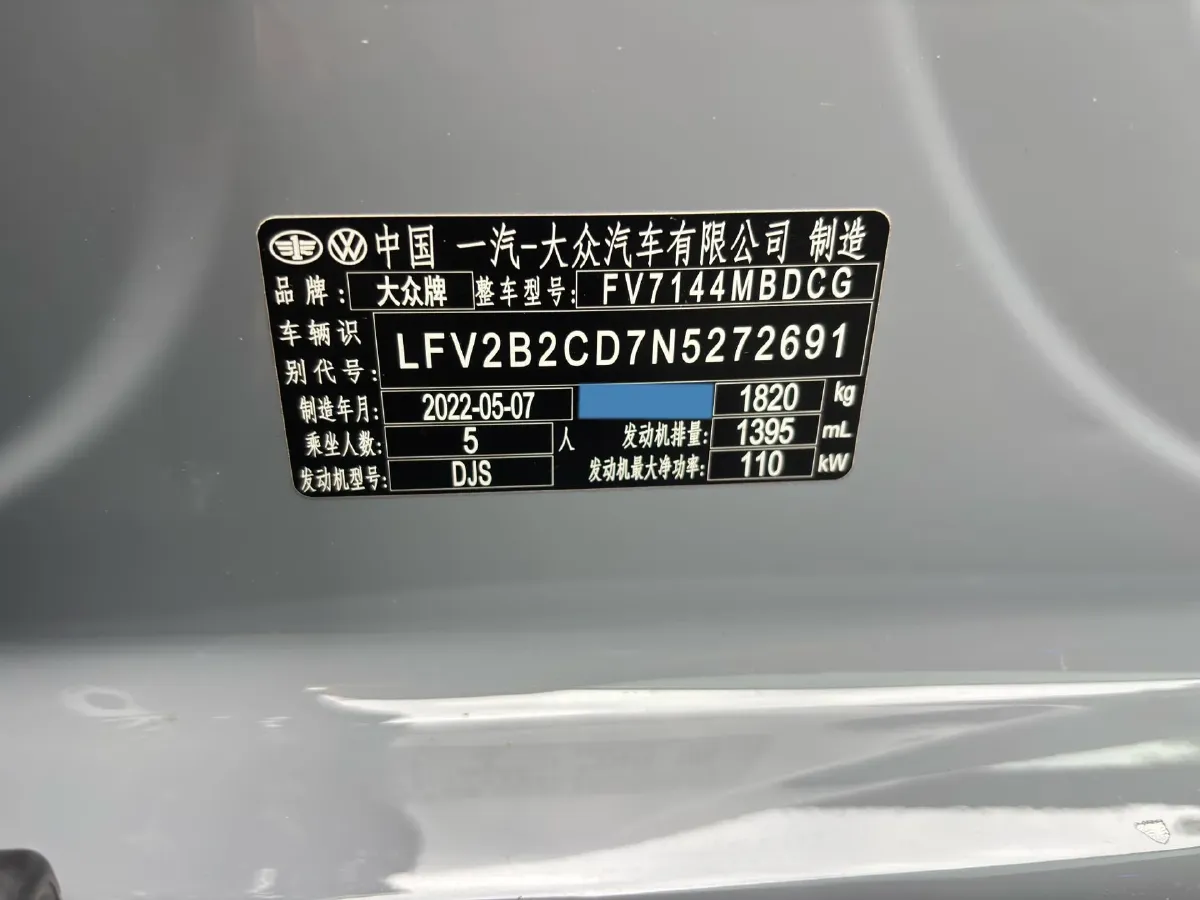 中国 一汽-大众汽车有限公司 制造
品牌: 大众牌 整车型号: FV7144MBDCG
车辆识别代号: LFV2B2CD7N5272691
制造年月: 2022-05-07 1820 kg
乘坐人数: 5 人 发动机排量: 1395 mL
发动机型号: DJS 发动机最大净功率: 110 kW